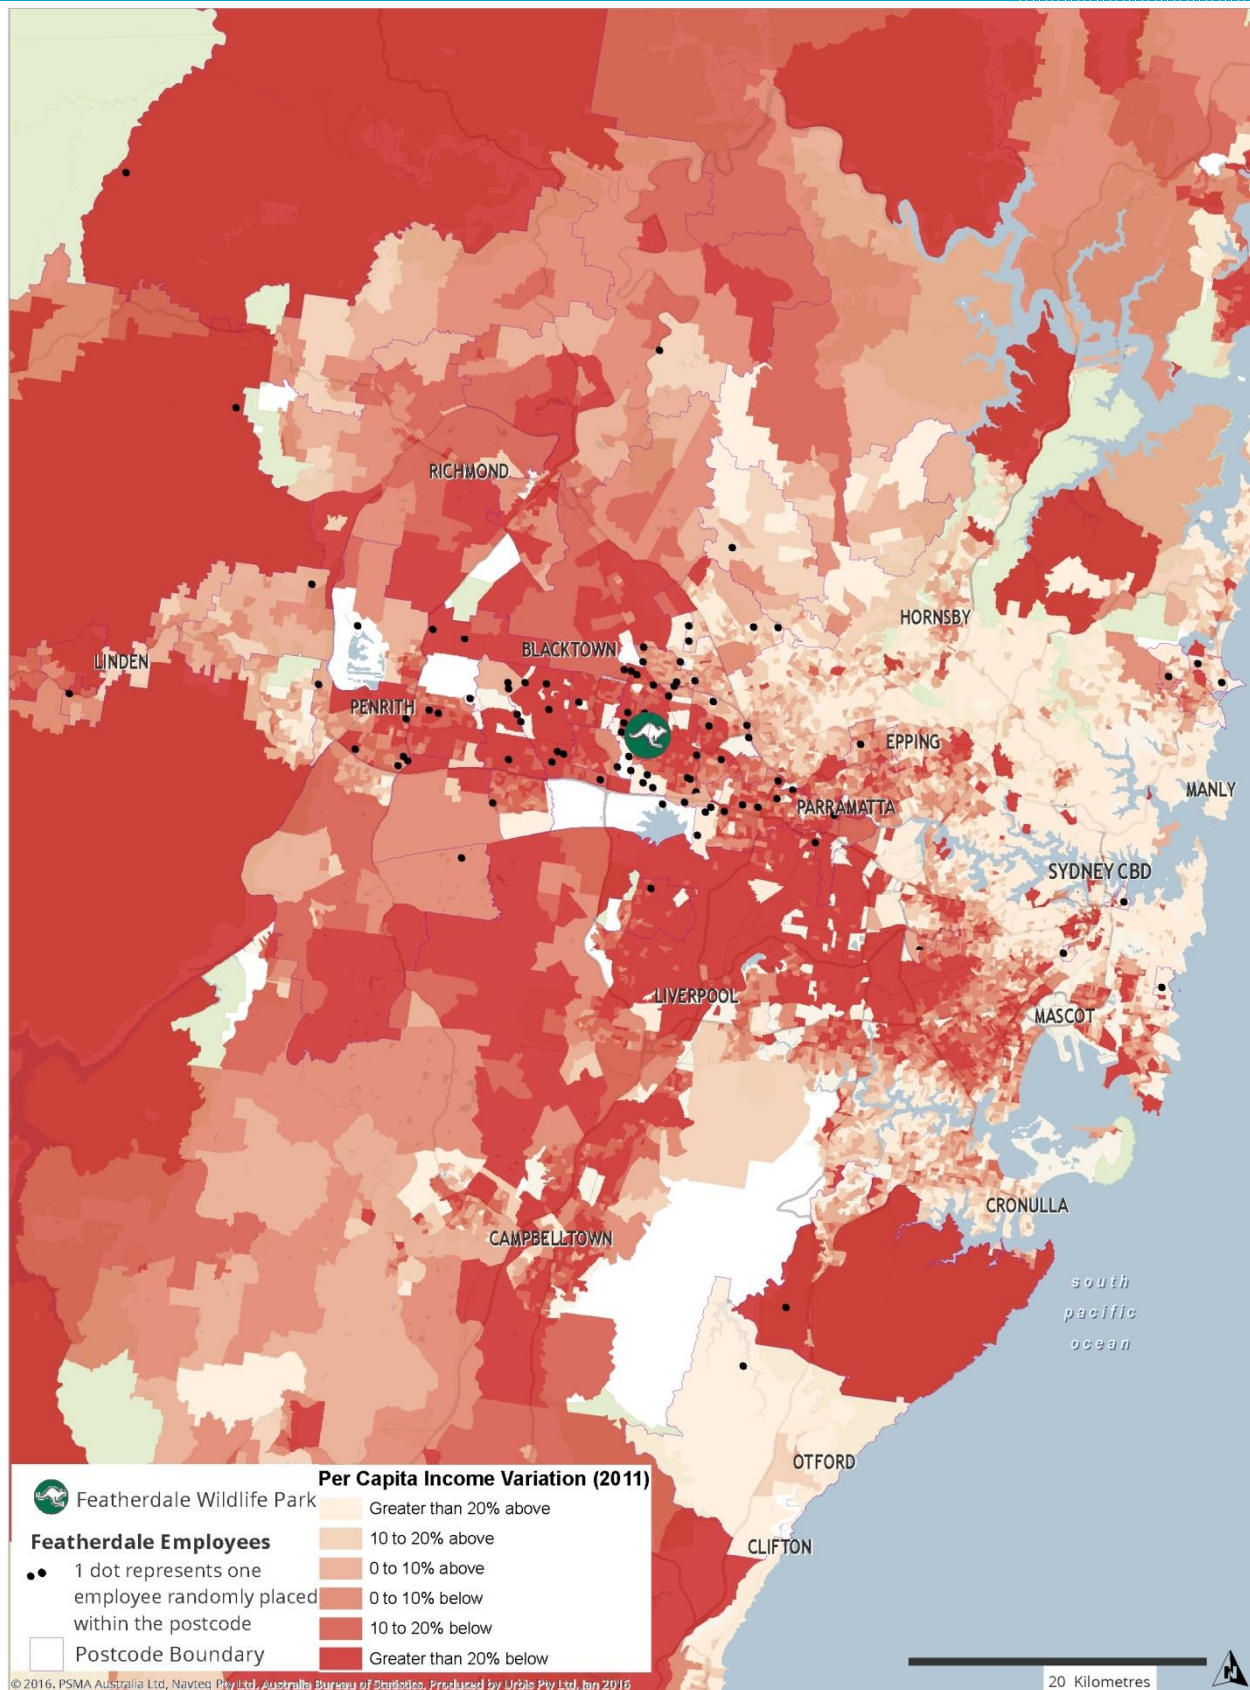 RICHMOND
HORNSBY
BLACKTOWN
LINDEN
PENRITH
EPPING
MANLY
PARRAMATTA
SYDNEY CBD
LIVERPOOL
MASCOT
CRONULLA
CAMPBELLTOWN
south
pacific
ocean
OTFORD
CLIFTON
Featherdale Wildlife Park
Featherdale Employees
1 dot represents one
employee randomly placed
within the postcode
Postcode Boundary
Per Capita Income Variation (2011)
Greater than 20% above
10 to 20% above
0 to 10% above
0 to 10% below
10 to 20% below
Greater than 20% below
© 2016. PSMA Australia Ltd, Navteq Pty Ltd, Australia Bureau of Statistics. Produced by Urbis Pty Ltd, Jan 2016
20 Kilometres
N